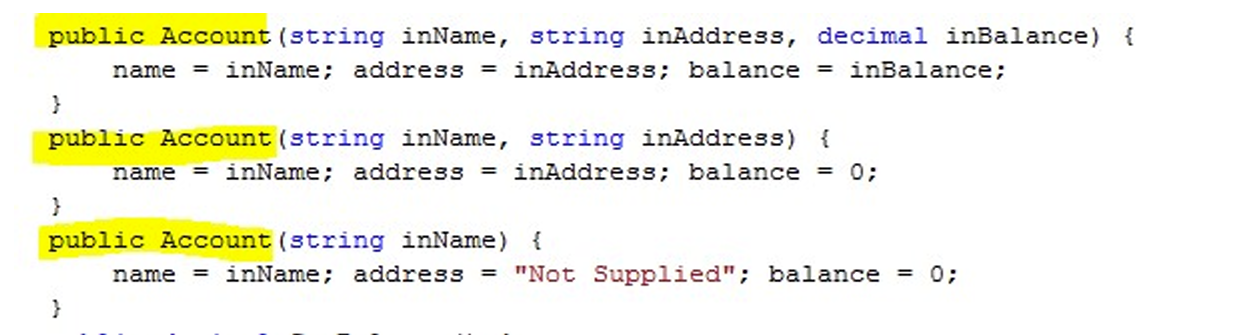 public Account(string inName, string inAddress, decimal inBalance) {
name = inName; address = inAddress; balance = inBalance;
}
public Account(string inName, string inAddress) {
name = inName; address = inAddress; balance = 0;
}
public Account(string inName) {
name = inName; address = "Not Supplied"; balance = 0;
}